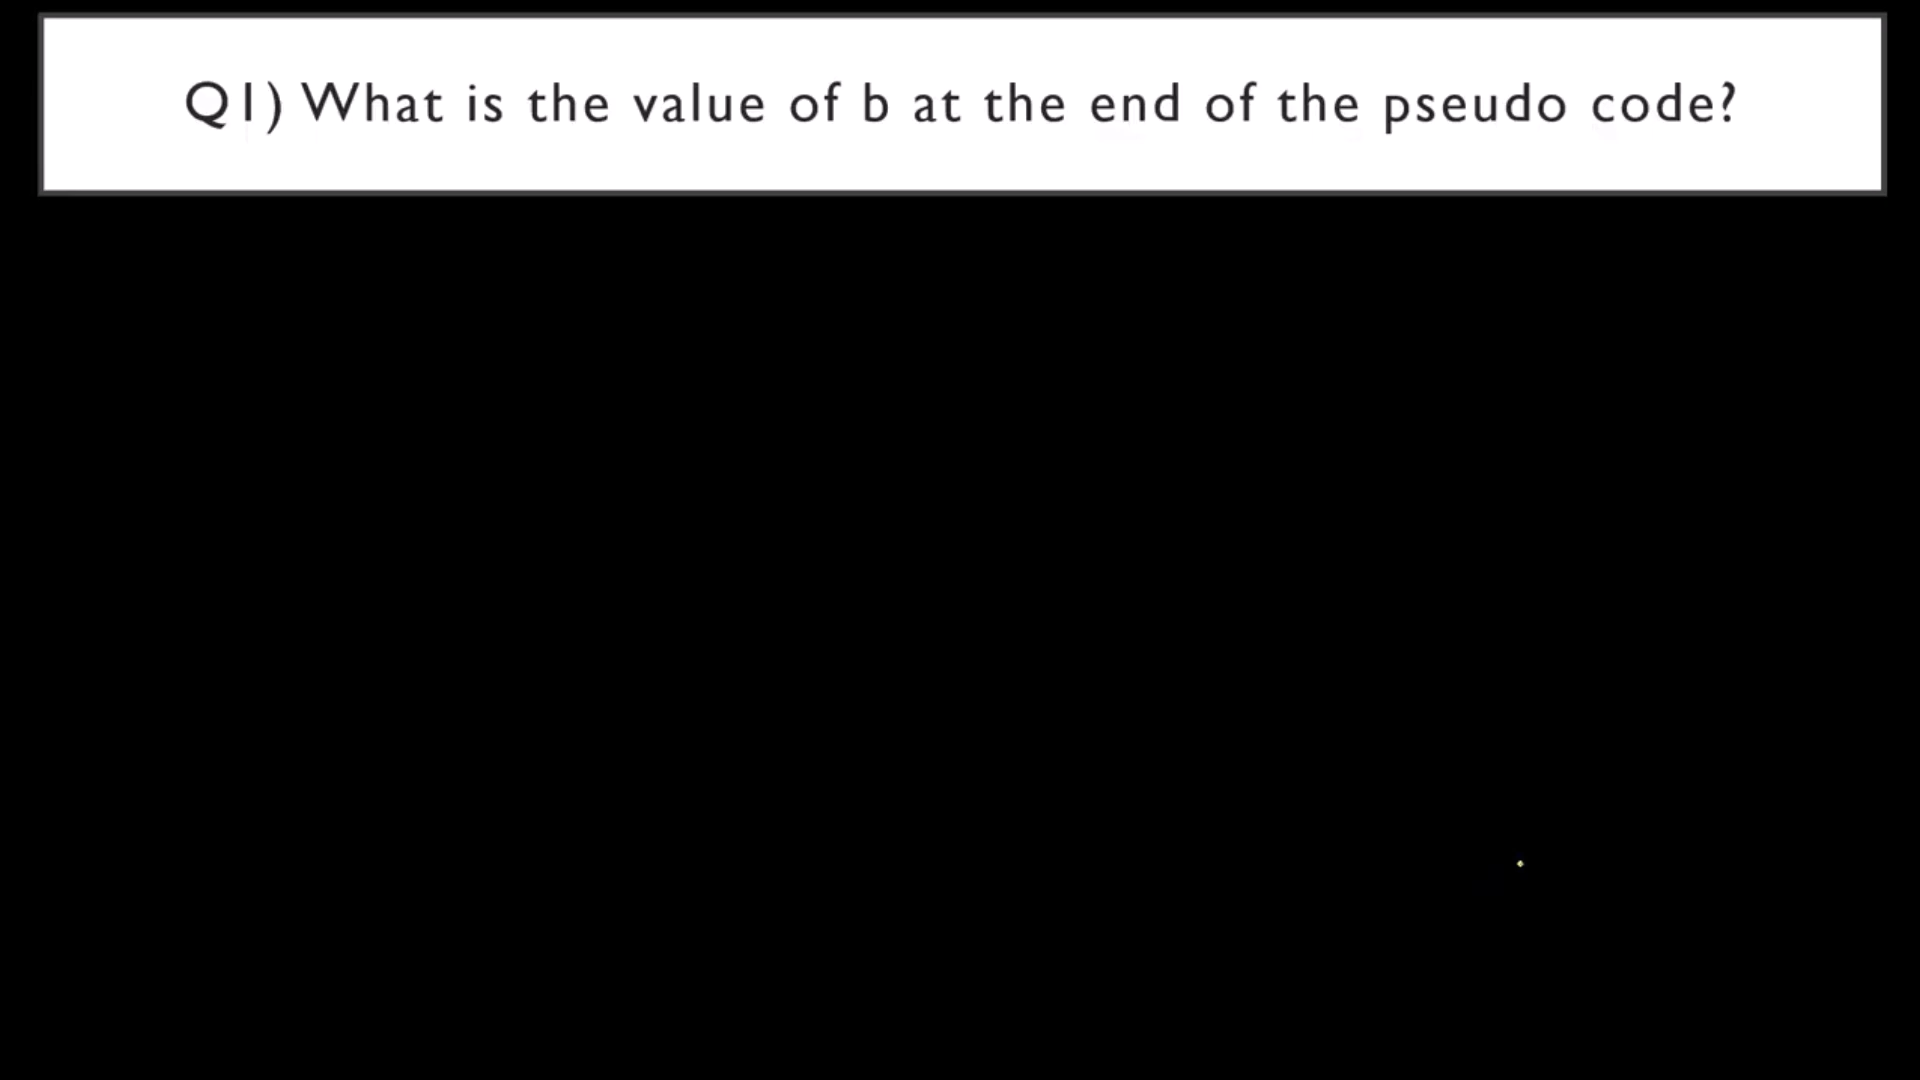 Q1) What is the value of b at the end of the pseudo code?